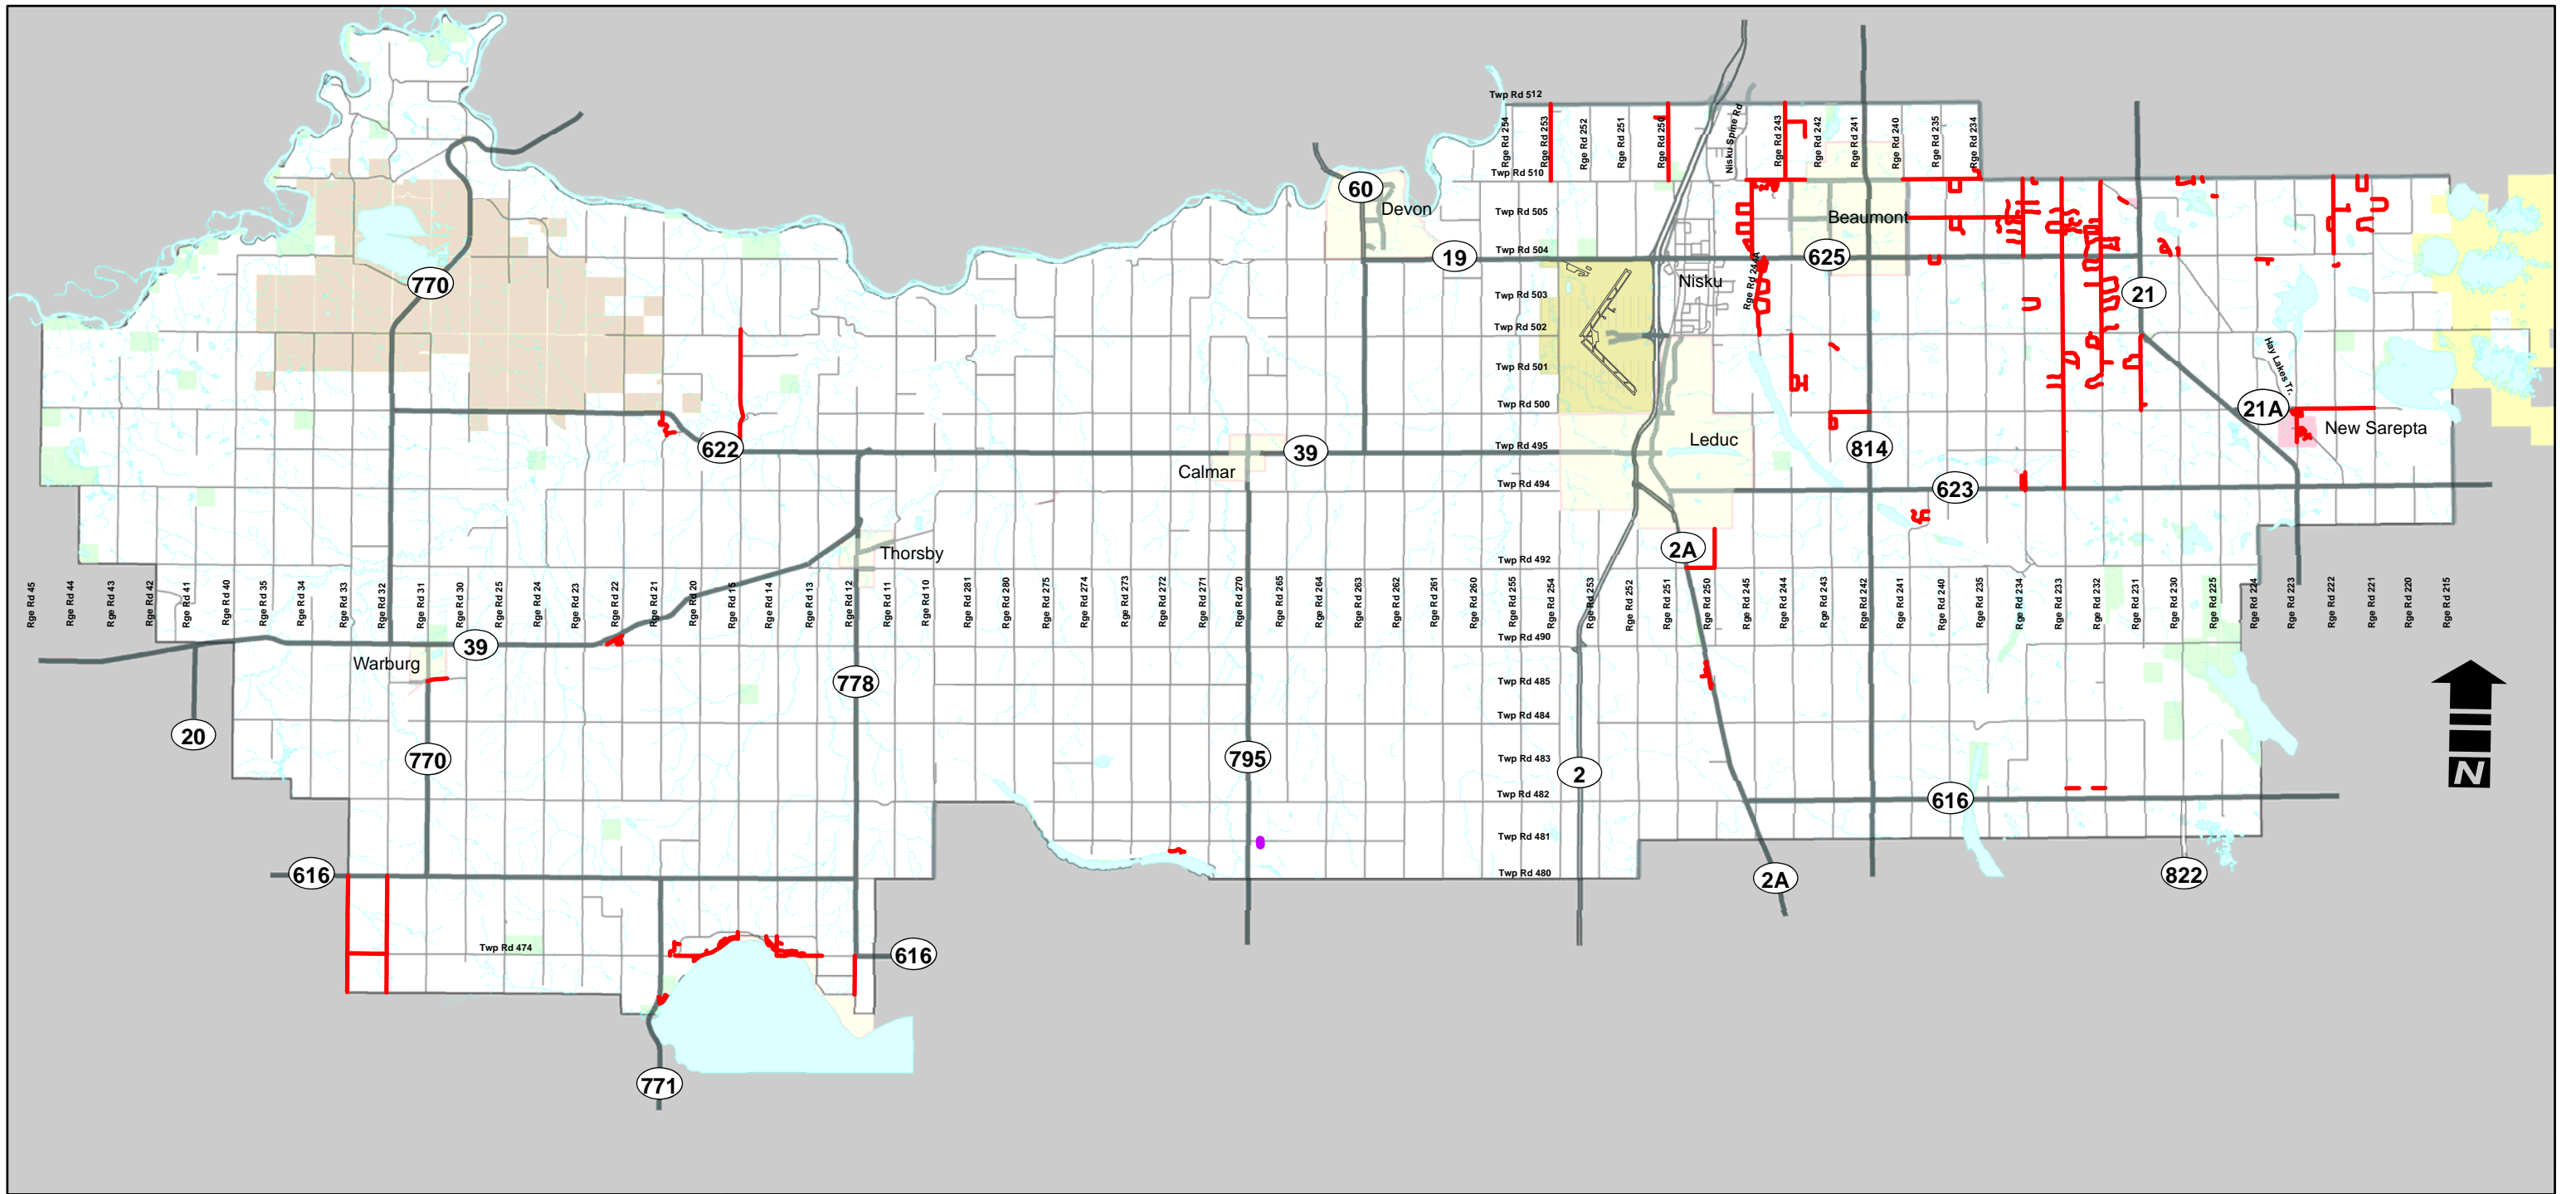 Twp Rd 512
Rge Rd 254
Rge Rd 253
Rge Rd 252
Rge Rd 251
Rge Rd 250
Nisku Spine Rd
Rge Rd 243
Rge Rd 242
Rge Rd 241
Rge Rd 240
Rge Rd 235
Rge Rd 234
Twp Rd 510
60
Devon
Twp Rd 505
Beaumont
Twp Rd 504
19
625
770
Nisku
Rge Rd 244A
21
Twp Rd 503
Twp Rd 502
Twp Rd 501
Hay Lakes Tr.
Twp Rd 500
21A
New Sarepta
622
39
Twp Rd 495
Leduc
814
Calmar
Twp Rd 494
623
Thorsby
2A
Twp Rd 492
Rge Rd 45
Rge Rd 44
Rge Rd 43
Rge Rd 42
Rge Rd 41
Rge Rd 40
Rge Rd 35
Rge Rd 34
Rge Rd 33
Rge Rd 32
Rge Rd 31
Rge Rd 30
Rge Rd 25
Rge Rd 24
Rge Rd 23
Rge Rd 22
Rge Rd 21
Rge Rd 20
Rge Rd 15
Rge Rd 14
Rge Rd 13
Rge Rd 12
Rge Rd 11
Rge Rd 10
Rge Rd 281
Rge Rd 280
Rge Rd 275
Rge Rd 274
Rge Rd 273
Rge Rd 272
Rge Rd 271
Rge Rd 270
Rge Rd 265
Rge Rd 264
Rge Rd 263
Rge Rd 262
Rge Rd 261
Rge Rd 260
Rge Rd 255
Rge Rd 254
Rge Rd 253
Rge Rd 252
Rge Rd 251
Rge Rd 250
Rge Rd 245
Rge Rd 244
Rge Rd 243
Rge Rd 242
Rge Rd 241
Rge Rd 240
Rge Rd 235
Rge Rd 234
Rge Rd 233
Rge Rd 232
Rge Rd 231
Rge Rd 230
Rge Rd 225
Rge Rd 224
Rge Rd 223
Rge Rd 222
Rge Rd 221
Rge Rd 220
Rge Rd 215
Twp Rd 490
39
Warburg
778
Twp Rd 485
20
Twp Rd 484
770
795
Twp Rd 483
2
N
Twp Rd 482
616
Twp Rd 481
616
Twp Rd 480
2A
822
Twp Rd 474
616
771